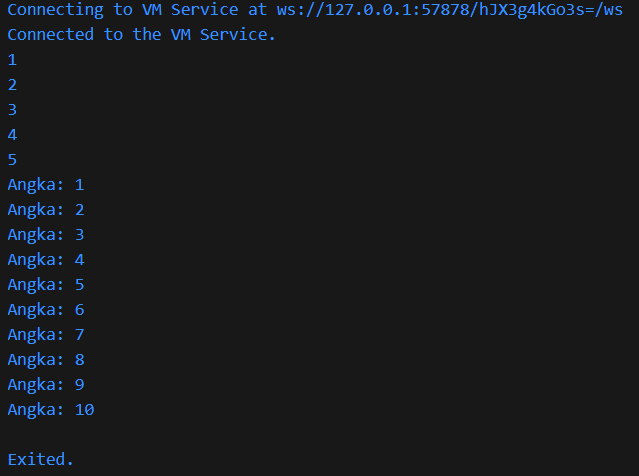 Connecting to VM Service at ws://127.0.0.1:57878/hJX3g4kGo3s=/ws
Connected to the VM Service.
1
2
3
4
5
Angka: 1
Angka: 2
Angka: 3
Angka: 4
Angka: 5
Angka: 6
Angka: 7
Angka: 8
Angka: 9
Angka: 10
Exited.